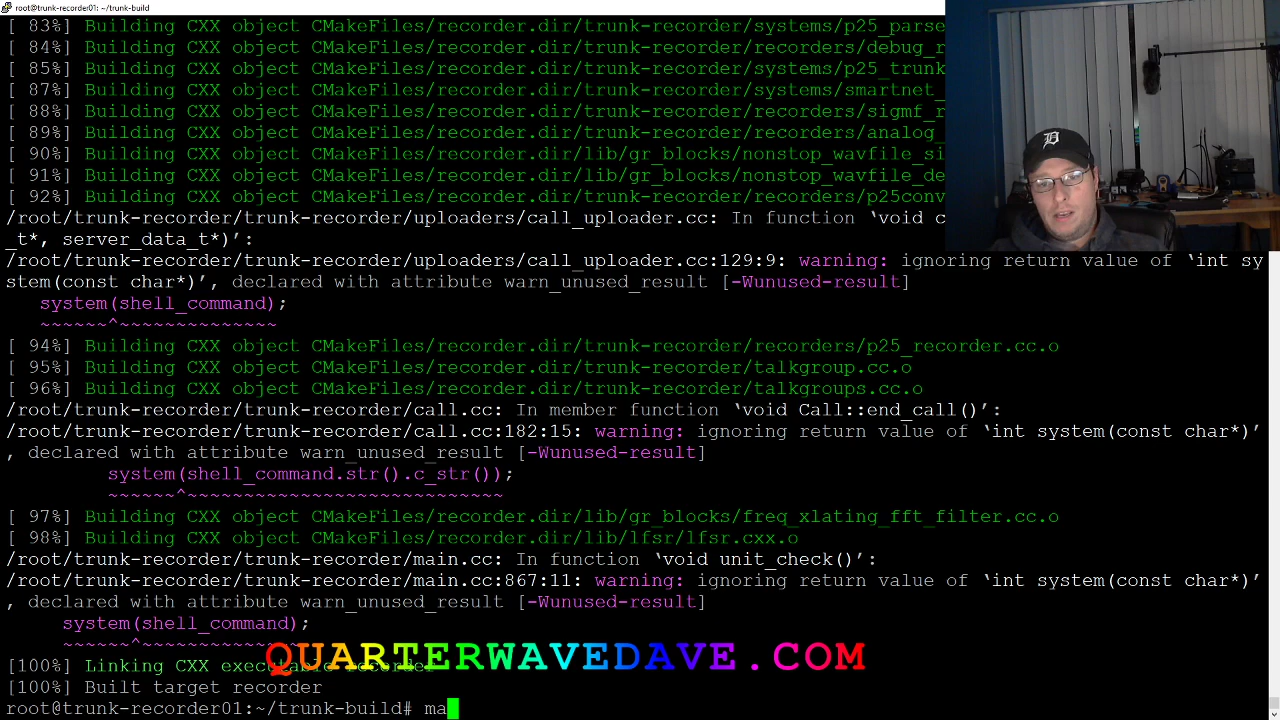 root@trunk-recorder01: ~/trunk-build
[ 83%] Building CXX object CMakeFiles/recorder.dir/trunk-recorder/systems/p25_parse
[ 84%] Building CXX object CMakeFiles/recorder.dir/trunk-recorder/recorders/debug_r
[ 85%] Building CXX object CMakeFiles/recorder.dir/trunk-recorder/systems/p25_trunk
[ 87%] Building CXX object CMakeFiles/recorder.dir/trunk-recorder/systems/smartnet_
[ 88%] Building CXX object CMakeFiles/recorder.dir/trunk-recorder/recorders/sigmf_r
[ 89%] Building CXX object CMakeFiles/recorder.dir/trunk-recorder/recorders/analog_
[ 90%] Building CXX object CMakeFiles/recorder.dir/lib/gr_blocks/nonstop_wavfile_si
[ 91%] Building CXX object CMakeFiles/recorder.dir/lib/gr_blocks/nonstop_wavfile_de
[ 92%] Building CXX object CMakeFiles/recorder.dir/trunk-recorder/recorders/p25conv
/root/trunk-recorder/trunk-recorder/uploaders/call_uploader.cc: In function ‘void c
_t*, server_data_t*)’:
/root/trunk-recorder/trunk-recorder/uploaders/call_uploader.cc:129:9: warning: ignoring return value of ‘int sy
stem(const char*)’, declared with attribute warn_unused_result [-Wunused-result]
system(shell_command);
~~~~~~^~~~~~~~~~~~~~~
[ 94%] Building CXX object CMakeFiles/recorder.dir/trunk-recorder/recorders/p25_recorder.cc.o
[ 95%] Building CXX object CMakeFiles/recorder.dir/trunk-recorder/talkgroup.cc.o
[ 96%] Building CXX object CMakeFiles/recorder.dir/trunk-recorder/talkgroups.cc.o
/root/trunk-recorder/trunk-recorder/call.cc: In member function ‘void Call::end_call()’:
/root/trunk-recorder/trunk-recorder/call.cc:182:15: warning: ignoring return value of ‘int system(const char*)’
, declared with attribute warn_unused_result [-Wunused-result]
system(shell_command.str().c_str());
~~~~~~^~~~~~~~~~~~~~~~~~~~~~~~~~~~~
[ 97%] Building CXX object CMakeFiles/recorder.dir/lib/gr_blocks/freq_xlating_fft_filter.cc.o
[ 98%] Building CXX object CMakeFiles/recorder.dir/lib/lfsr/lfsr.cxx.o
/root/trunk-recorder/trunk-recorder/main.cc: In function ‘void unit_check()’:
/root/trunk-recorder/trunk-recorder/main.cc:867:11: warning: ignoring return value of ‘int system(const char*)’
, declared with attribute warn_unused_result [-Wunused-result]
system(shell_command);
~~~~~~^~~~~~~~~~~~~~~
QUARTERWAVEDAVE.COM
[100%] Linking CXX executable recorder
[100%] Built target recorder
root@trunk-recorder01:~/trunk-build# ma